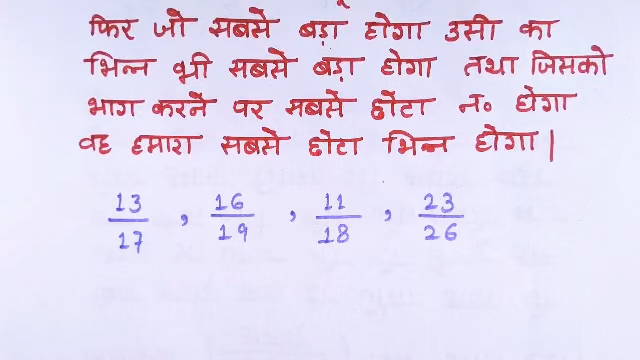 फिर जो सबसे बड़ा होगा उसी का
भिन्न भी सबसे बड़ा होगा तथा जिसको
भाग करने पर सबसे छोटा न० होगा
वह हमारा सबसे छोटा भिन्न होगा |
13/17 , 16/19 , 11/18 , 23/26